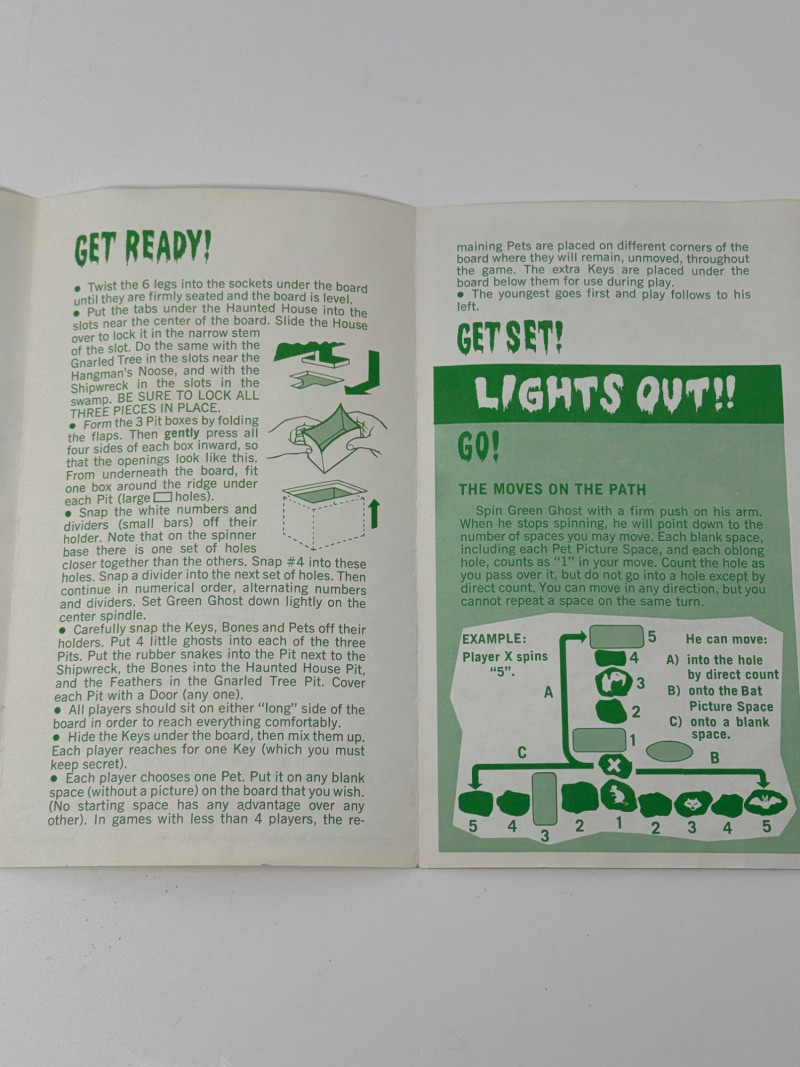 GET READY!
• Twist the 6 legs into the sockets under the board
until they are firmly seated and the board is level.
• Put the tabs under the Haunted House into the
slots near the center of the board. Slide the House
over to lock it in the narrow stem
of the slot. Do the same with the
Gnarled Tree in the slots near the
Hangman's Noose, and with the
Shipwreck in the slots in the
swamp. BE SURE TO LOCK ALL
THREE PIECES IN PLACE.
• Form the 3 Pit boxes by folding
the flaps. Then gently press all
four sides of each box inward, so
that the openings look like this.
From underneath the board, fit
one box around the ridge under
each Pit (large holes).
• Snap the white numbers and
dividers (small bars) off their
holder. Note that on the spinner
base there is one set of holes
closer together than the others. Snap #4 into these
holes. Snap a divider into the next set of holes. Then
continue in numerical order, alternating numbers
and dividers. Set Green Ghost down lightly on the
center spindle.
• Carefully snap the Keys, Bones and Pets off their
holders. Put 4 little ghosts into each of the three
Pits. Put the rubber snakes into the Pit next to the
Shipwreck, the Bones into the Haunted House Pit,
and the Feathers in the Gnarled Tree Pit. Cover
each Pit with a Door (any one).
• All players should sit on either "long" side of the
board in order to reach everything comfortably.
• Hide the Keys under the board, then mix them up.
Each player reaches for one Key (which you must
keep secret).
• Each player chooses one Pet. Put it on any blank
space (without a picture) on the board that you wish.
(No starting space has any advantage over any
other). In games with less than 4 players, the re-
maining Pets are placed on different corners of the
board where they will remain, unmoved, throughout
the game. The extra Keys are placed under the
board below them for use during play.
• The youngest goes first and play follows to his
left.
GET SET!
LIGHTS OUT!!
GO!
THE MOVES ON THE PATH
Spin Green Ghost with a firm push on his arm.
When he stops spinning, he will point down to the
number of spaces you may move. Each blank space,
including each Pet Picture Space, and each oblong
hole, counts as "1" in your move. Count the hole as
you pass over it, but do not go into a hole except by
direct count. You can move in any direction, but you
cannot repeat a space on the same turn.
EXAMPLE:
Player X spins
"5".
5
4
3
2
1
A
He can move:
A) into the hole
by direct count
B) onto the Bat
Picture Space
C) onto a blank
space.
C
B
X
5 4 3 2 1 2 3 4 5